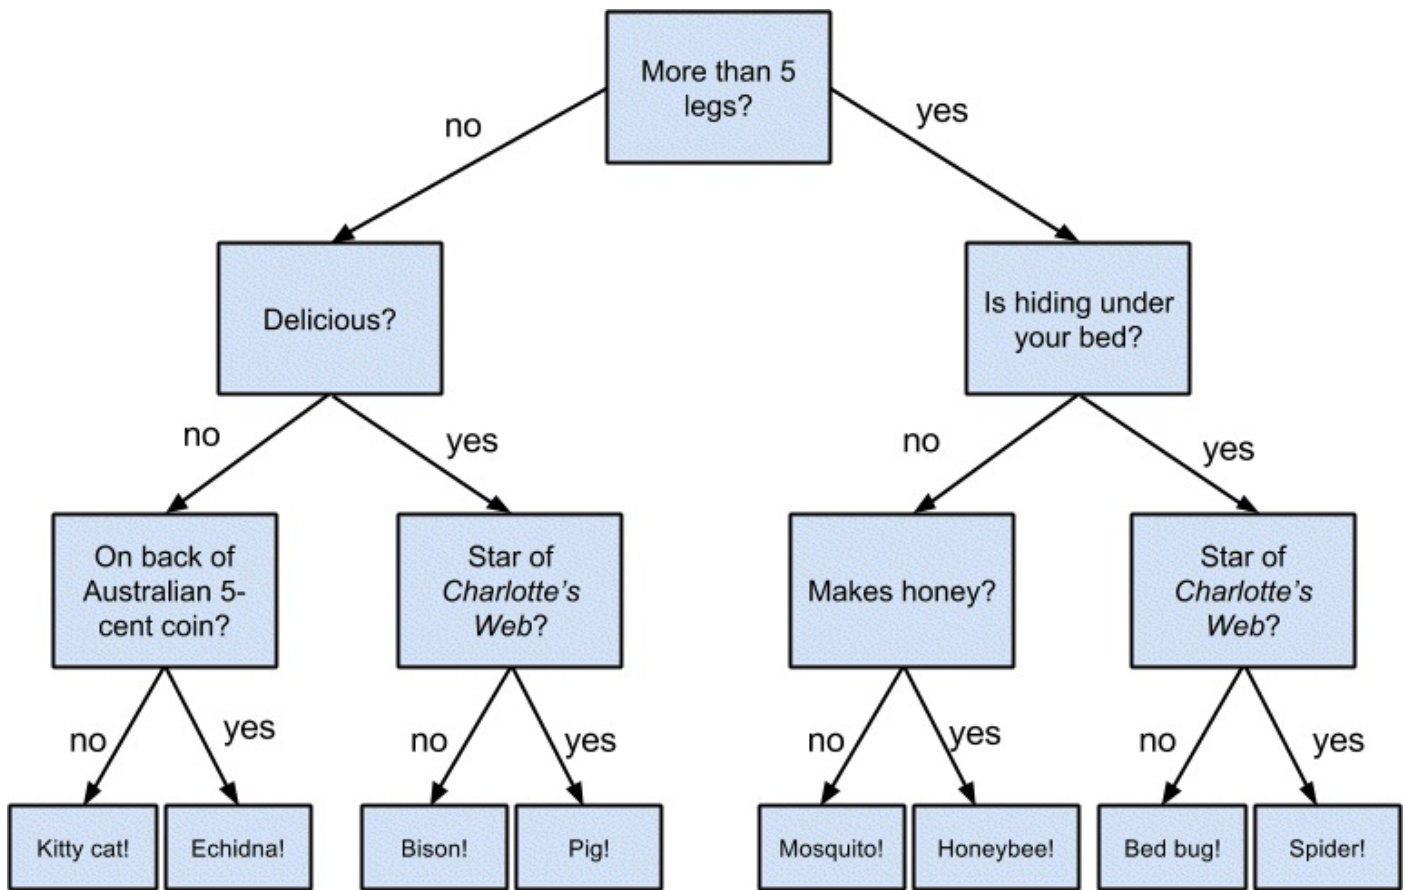 More than 5
legs?
no
yes
Delicious?
Is hiding under
your bed?
no
yes
no
yes
On back of
Australian 5-
cent coin?
Star of
Charlotte's
Web?
Makes honey?
Star of
Charlotte's
Web?
no
yes
no
yes
no
yes
no
yes
Kitty cat!
Echidna!
Bison!
Pig!
Mosquito!
Honeybee!
Bed bug!
Spider!